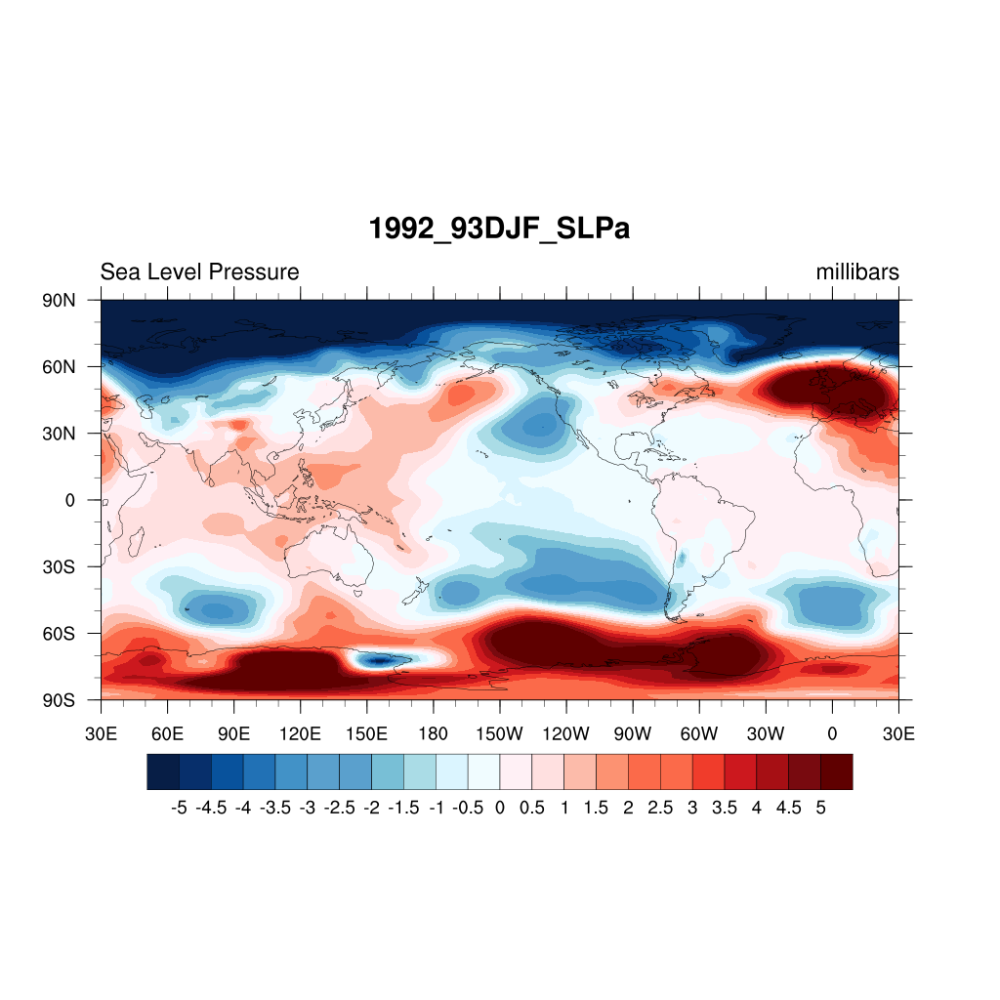 1992_93DJF_SLPa
Sea Level Pressure millibars
90N
60N
30N
0
30S
60S
90S
30E 60E 90E 120E 150E 180 150W 120W 90W 60W 30W 0 30E
-5 -4.5 -4 -3.5 -3 -2.5 -2 -1.5 -1 -0.5 0 0.5 1 1.5 2 2.5 3 3.5 4 4.5 5